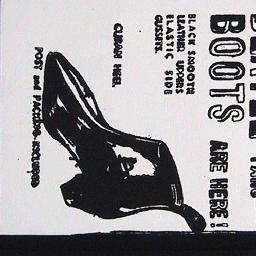 BOOTS ARE HERE!
BLACK SMOOTH
LEATHER UPPERS
ELASTIC SIDE
GUSSETS.
CUBAN HEEL
POST and PACKING INCLUDED